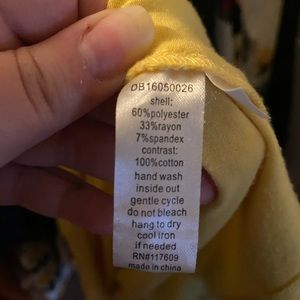 DB16050026
shell:
60%polyester
33%rayon
7%spandex
contrast:
100%cotton
hand wash
inside out
gentle cycle
do not bleach
hang to dry
cool iron
if needed
RN#117609
made in china